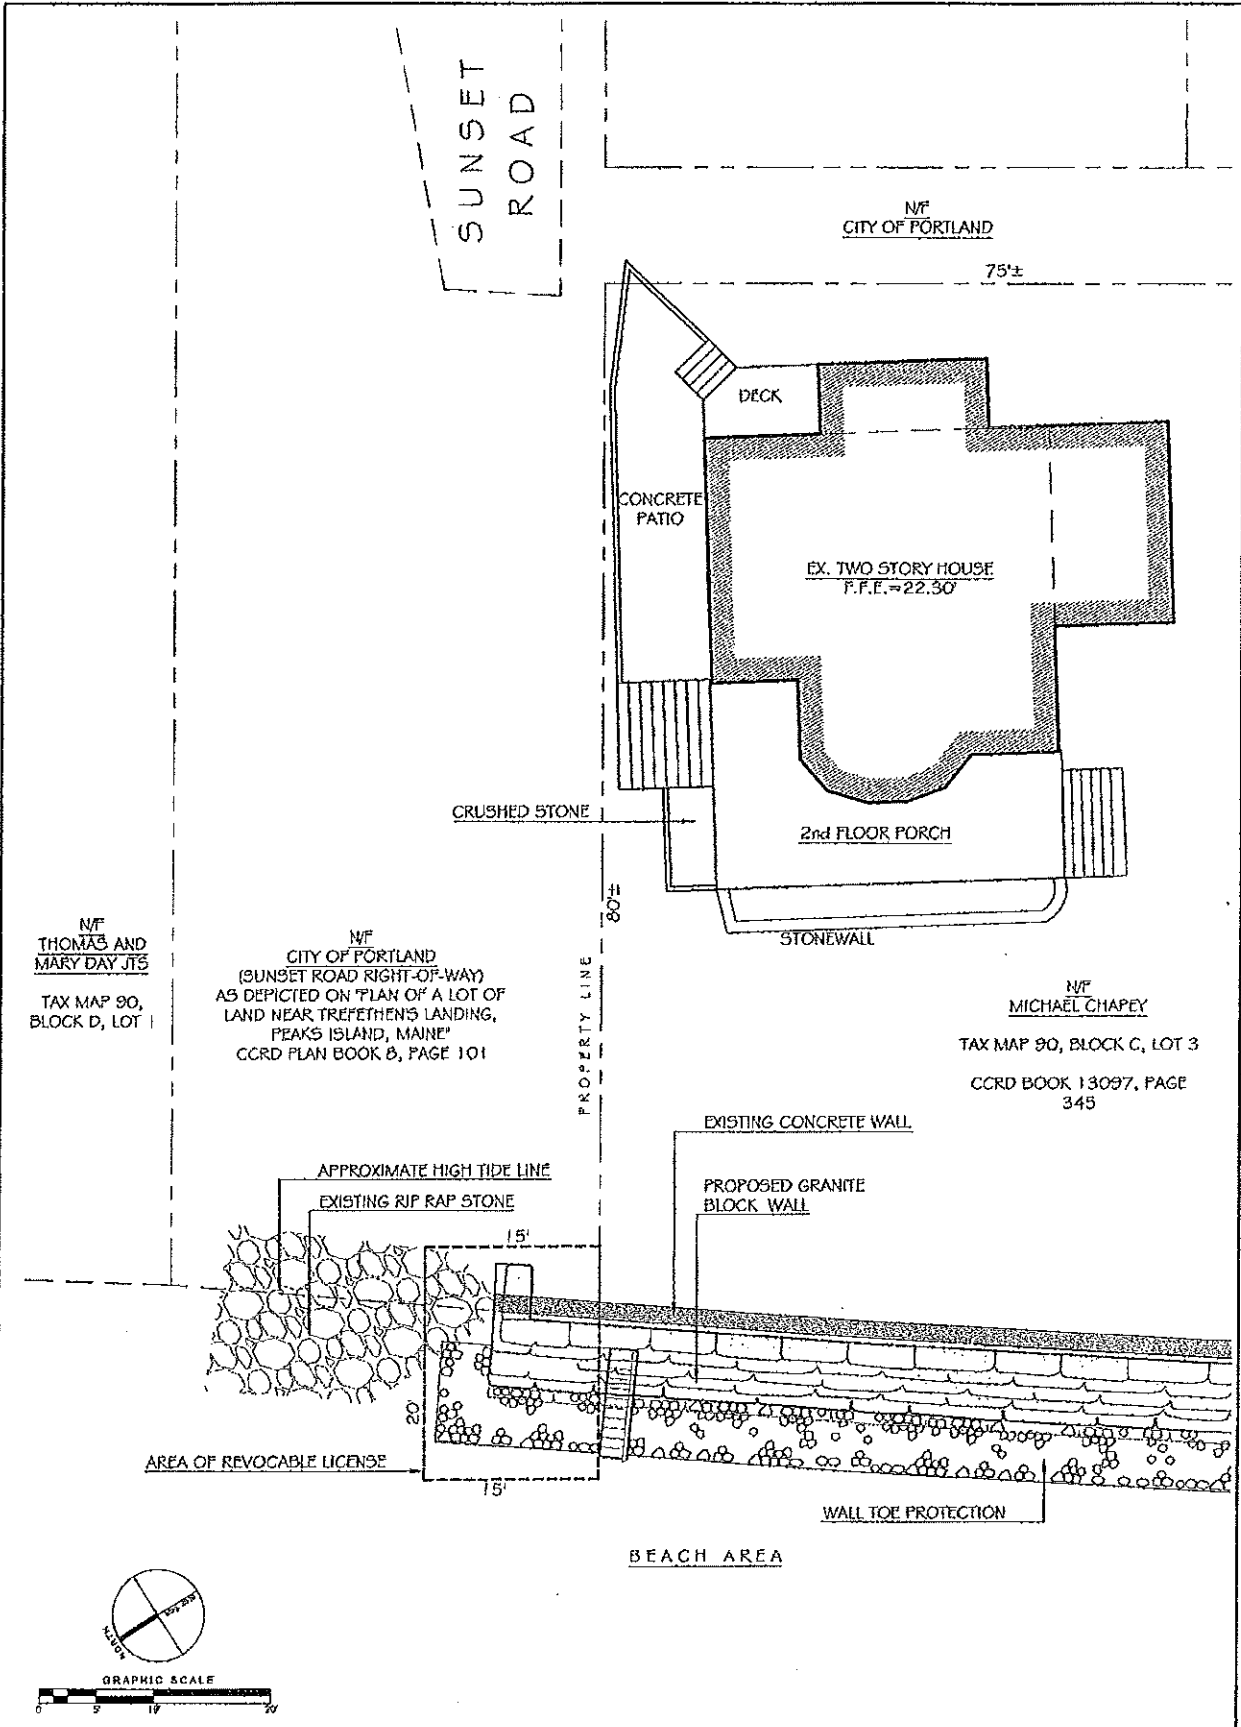 SUNSET
ROAD
N/F
CITY OF PORTLAND
75'±
DECK
CONCRETE
PATIO
EX. TWO STORY HOUSE
F.F.E.=22.30'
CRUSHED STONE
2nd FLOOR PORCH
80'±
STONEWALL
N/F
THOMAS AND
MARY DAY JTS
TAX MAP 90,
BLOCK D, LOT 1
N/F
CITY OF PORTLAND
(SUNSET ROAD RIGHT-OF-WAY)
AS DEPICTED ON "PLAN OF A LOT OF
LAND NEAR TREFETHEN'S LANDING,
PEAKS ISLAND, MAINE"
CCRD PLAN BOOK 8, PAGE 101
PROPERTY LINE
N/F
MICHAEL CHAPEY
TAX MAP 90, BLOCK C, LOT 3
CCRD BOOK 13097, PAGE
345
EXISTING CONCRETE WALL
APPROXIMATE HIGH TIDE LINE
EXISTING RIP RAP STONE
PROPOSED GRANITE
BLOCK WALL
15'
20'
AREA OF REVOCABLE LICENSE
15'
WALL TOE PROTECTION
BEACH AREA
NORTH
GRAPHIC SCALE
0 5' 10' 20'